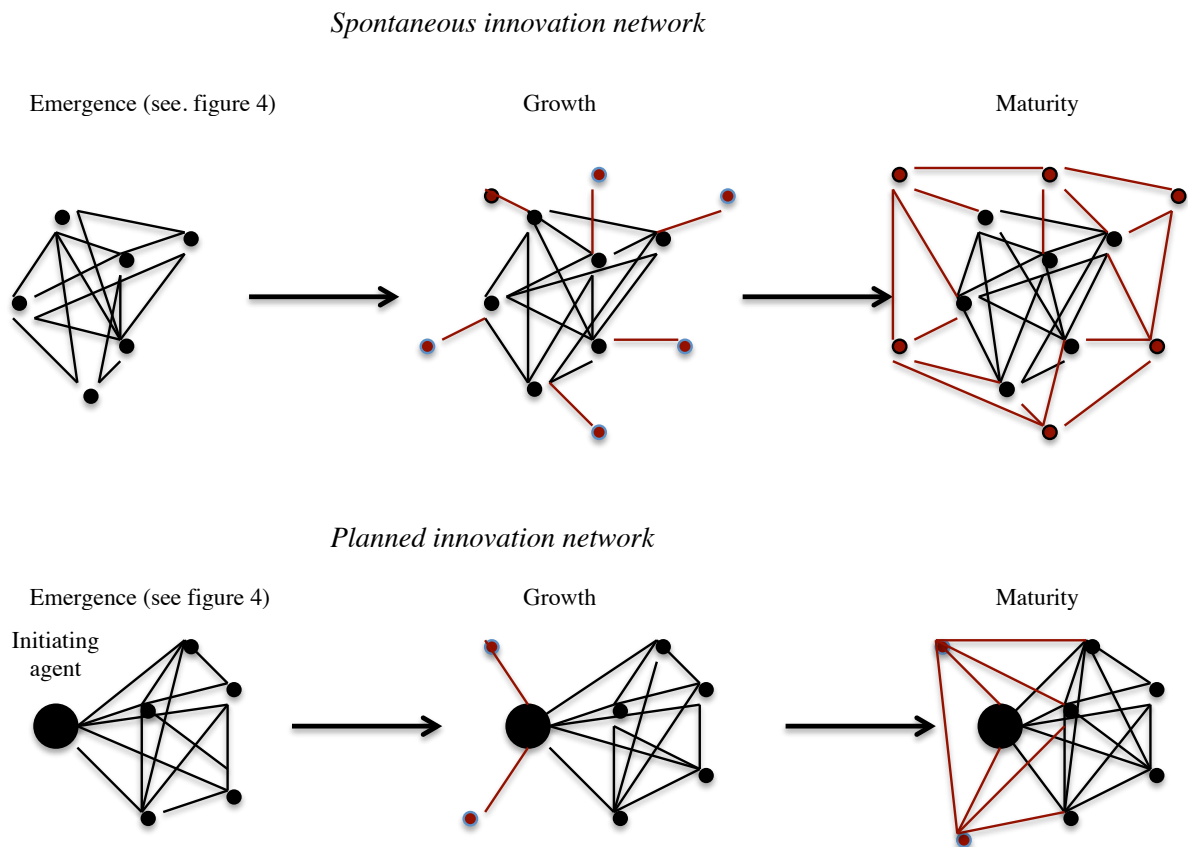 Spontaneous innovation network
Emergence (see. figure 4)
Growth
Maturity
Planned innovation network
Emergence (see figure 4)
Growth
Maturity
Initiating
agent